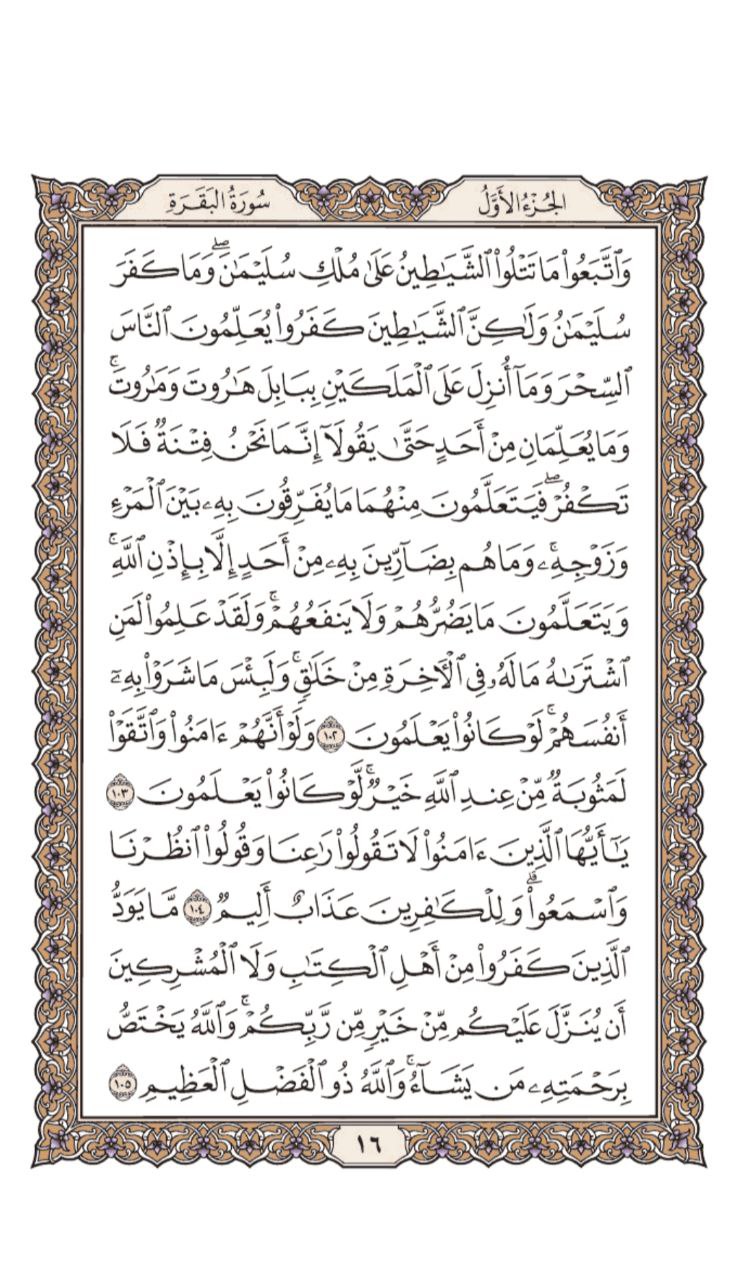 الجُزْءُ الأَوَّلُ
سُورَةُ البَقَرَةِ
وَٱتَّبَعُوا۟ مَا تَتْلُوا۟ ٱلشَّيَـٰطِينُ عَلَىٰ مُلْكِ سُلَيْمَـٰنَ ۖ وَمَا كَفَرَ
سُلَيْمَـٰنُ وَلَـٰكِنَّ ٱلشَّيَـٰطِينَ كَفَرُوا۟ يُعَلِّمُونَ ٱلنَّاسَ
ٱلسِّحْرَ وَمَآ أُنزِلَ عَلَى ٱلْمَلَكَيْنِ بِبَابِلَ هَـٰرُوتَ وَمَـٰرُوتَ ۚ
وَمَا يُعَلِّمَانِ مِنْ أَحَدٍ حَتَّىٰ يَقُولَآ إِنَّمَا نَحْنُ فِتْنَةٌ فَلَا
تَكْفُرْ ۖ فَيَتَعَلَّمُونَ مِنْهُمَا مَا يُفَرِّقُونَ بِهِۦ بَيْنَ ٱلْمَرْءِ
وَزَوْجِهِۦ ۚ وَمَا هُم بِضَآرِّينَ بِهِۦ مِنْ أَحَدٍ إِلَّا بِإِذْنِ ٱللَّهِ ۚ
وَيَتَعَلَّمُونَ مَا يَضُرُّهُمْ وَلَا يَنفَعُهُمْ ۚ وَلَقَدْ عَلِمُوا۟ لَمَنِ
ٱشْتَرَىٰهُ مَا لَهُۥ فِى ٱلْـَٔاخِرَةِ مِنْ خَلَـٰقٍ ۚ وَلَبِئْسَ مَا شَرَوْا۟ بِهِۦٓ
أَنفُسَهُمْ ۚ لَوْ كَانُوا۟ يَعْلَمُونَ ١٠٢ وَلَوْ أَنَّهُمْ ءَامَنُوا۟ وَٱتَّقَوْا۟
لَمَثُوبَةٌ مِّنْ عِندِ ٱللَّهِ خَيْرٌ ۖ لَّوْ كَانُوا۟ يَعْلَمُونَ ١٠٣
يَـٰٓأَيُّهَا ٱلَّذِينَ ءَامَنُوا۟ لَا تَقُولُوا۟ رَٰعِنَا وَقُولُوا۟ ٱنظُرْنَا
وَٱسْمَعُوا۟ ۗ وَلِلْكَـٰفِرِينَ عَذَابٌ أَلِيمٌ ١٠٤ مَّا يَوَدُّ
ٱلَّذِينَ كَفَرُوا۟ مِنْ أَهْلِ ٱلْكِتَـٰبِ وَلَا ٱلْمُشْرِكِينَ
أَن يُنَزَّلَ عَلَيْكُم مِّنْ خَيْرٍ مِّن رَّبِّكُمْ ۗ وَٱللَّهُ يَخْتَصُّ
بِرَحْمَتِهِۦ مَن يَشَآءُ ۚ وَٱللَّهُ ذُو ٱلْفَضْلِ ٱلْعَظِيمِ ١٠٥
١٦